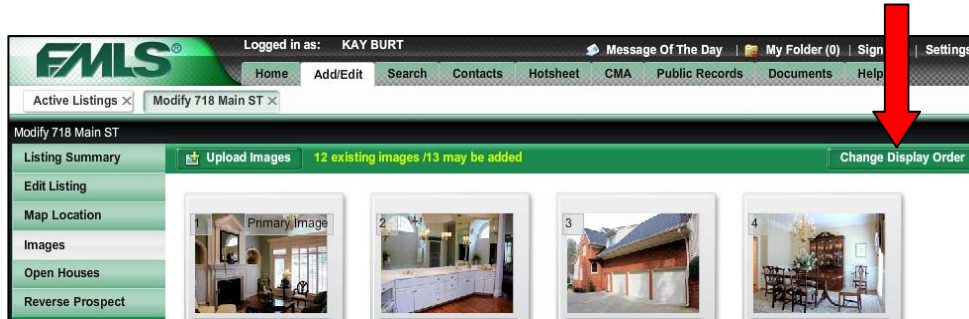 FMLS®
Logged in as: KAY BURT
Message Of The Day | My Folder (0) | Sign | Settings
Home Add/Edit Search Contacts Hotsheet CMA Public Records Documents Help
Active Listings X Modify 718 Main ST X
Modify 718 Main ST
Listing Summary
Upload Images 12 existing images /13 may be added Change Display Order
Edit Listing
Map Location
1 Primary Image 2 3 4
Images
Open Houses
Reverse Prospect